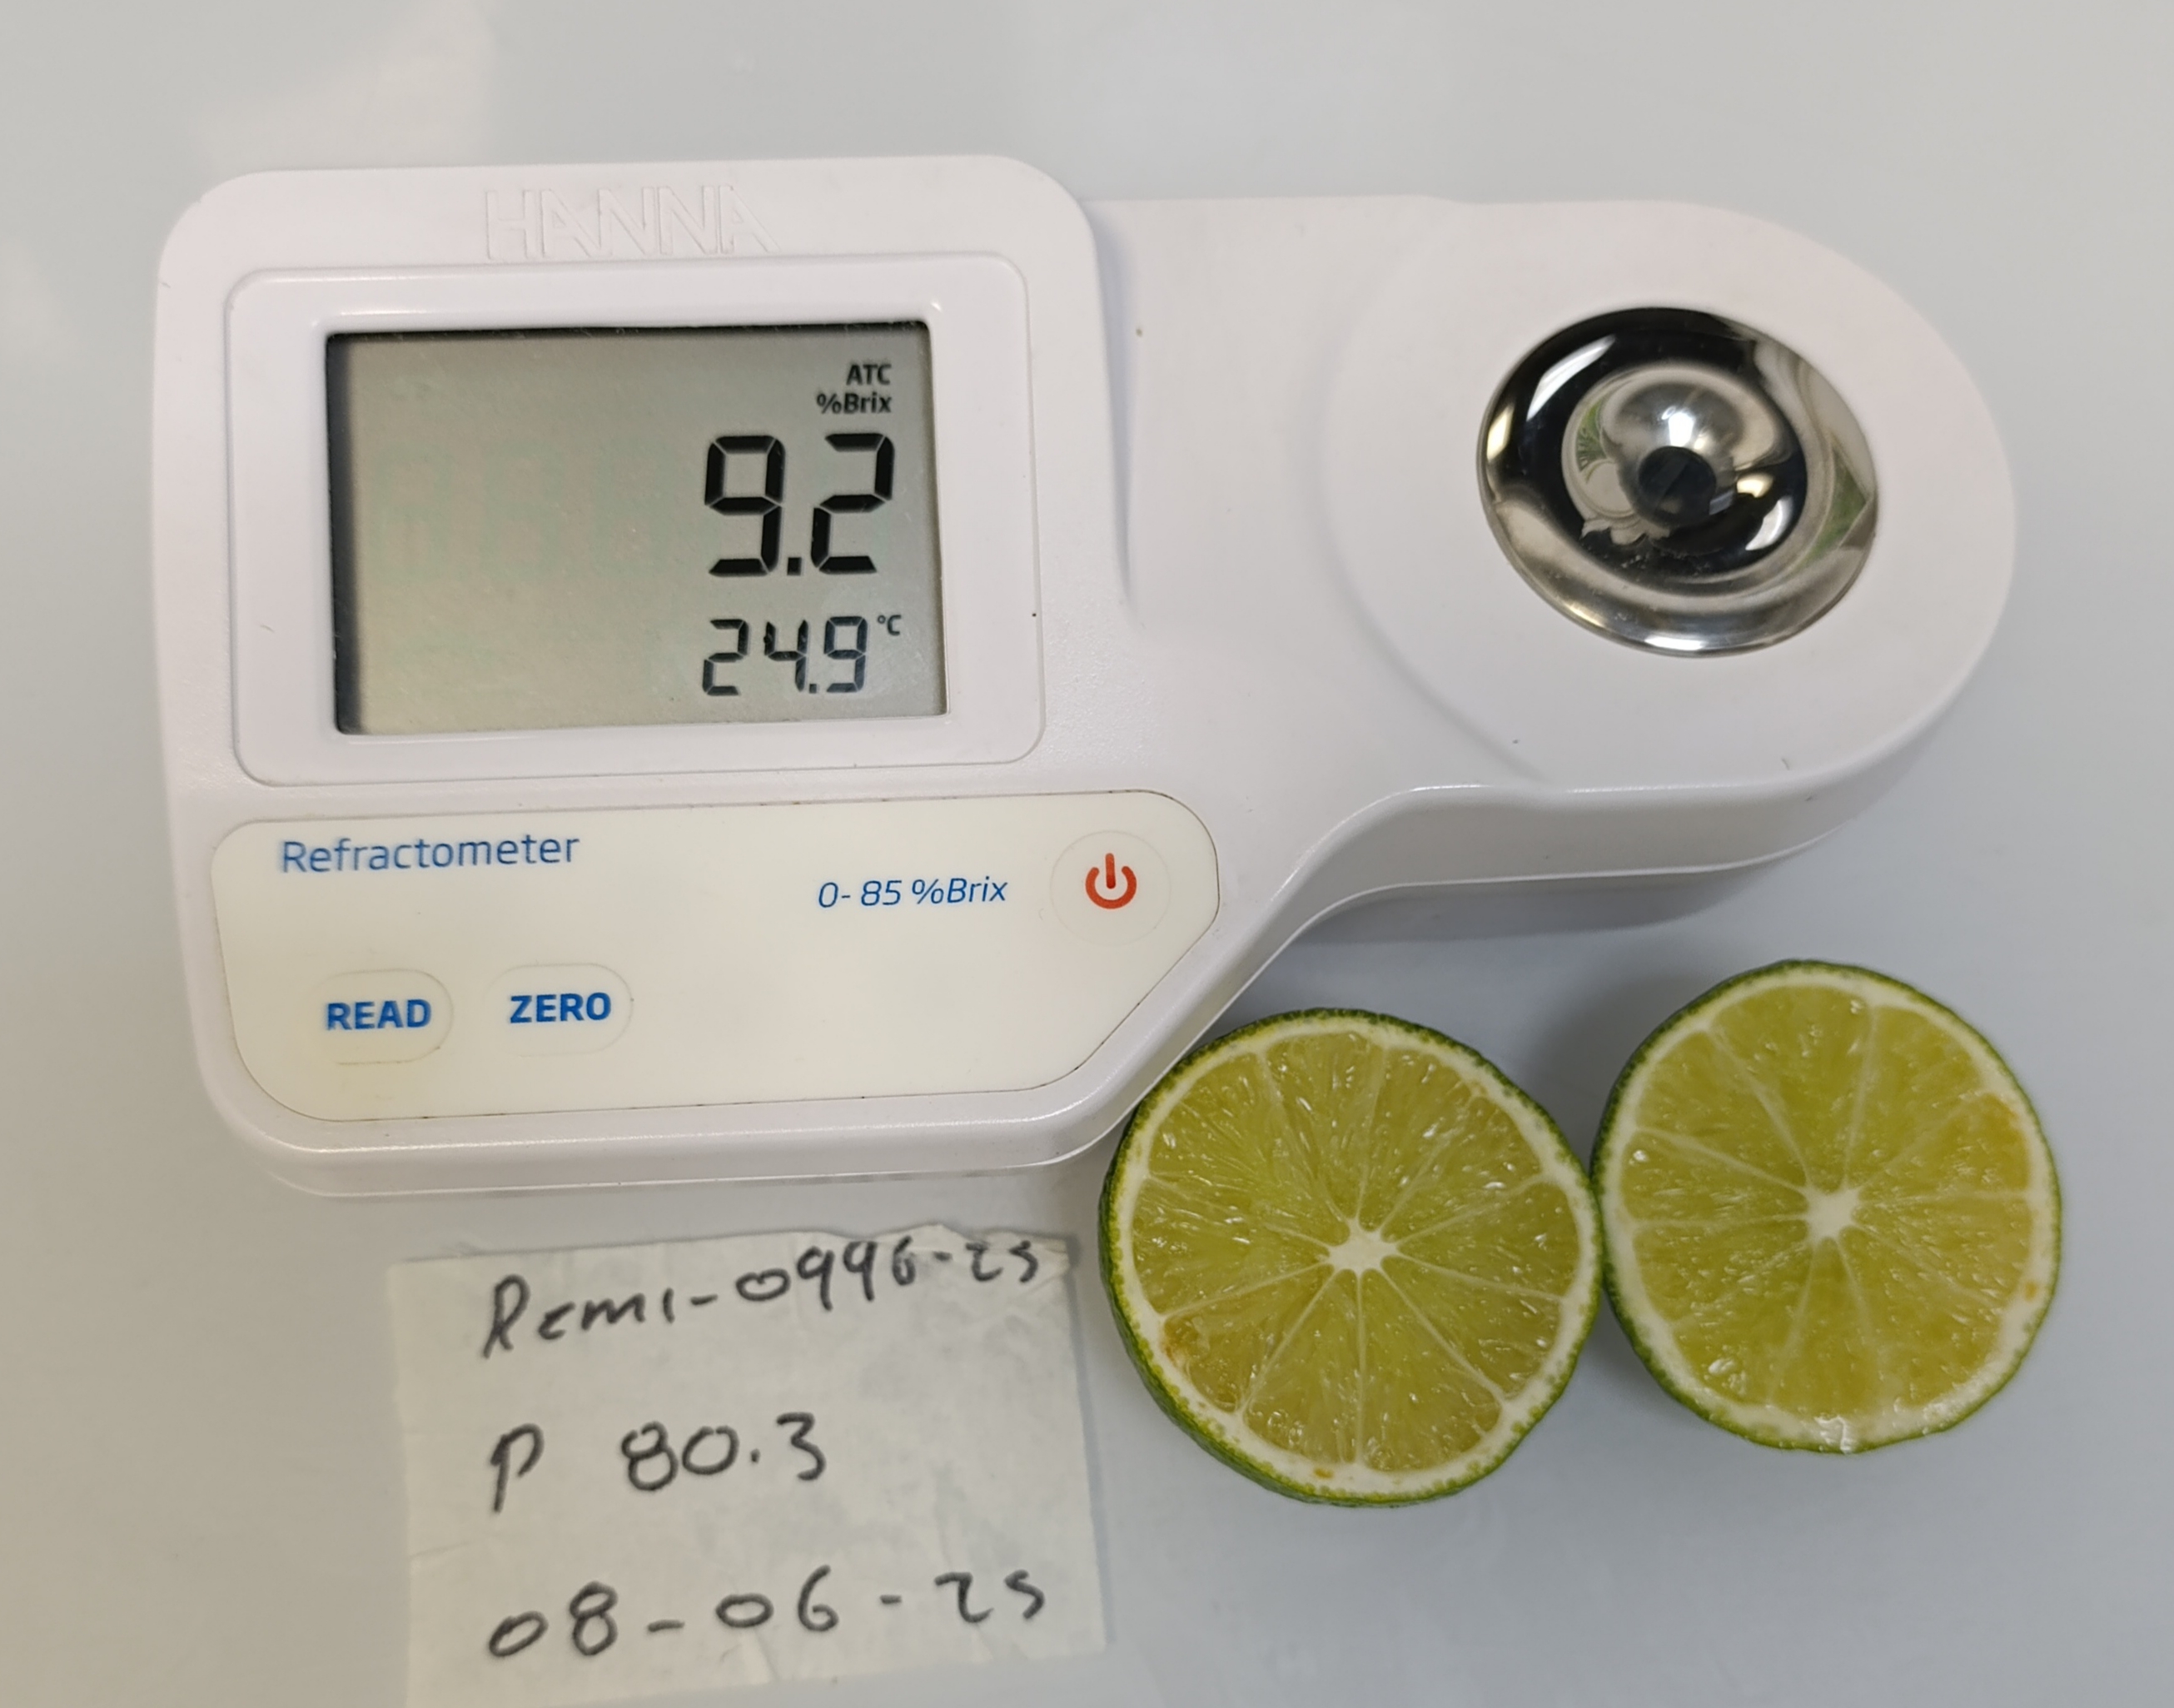 HANNA
ATC
%Brix
9.2
24.9 °C
Refractometer
0-85 %Brix
READ ZERO
Remi-0996-25
P 80.3
08-06-25